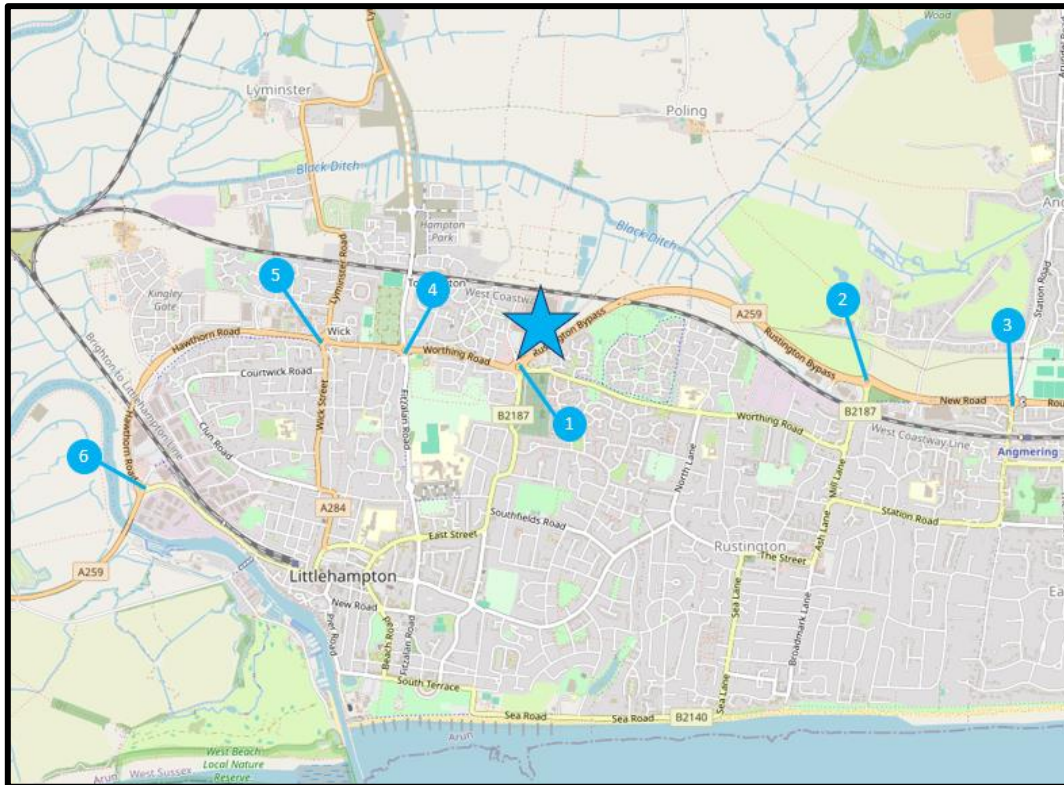 Wood
Lyminster
Poling
Black Ditch
Station Road
Hampton
Park
Black Ditch
Lyminster Road
5
4
2
3
Kingley
Gate
West Coastway
A259
Wick
Rustington Bypass
Hawthorn Road
Worthing Road
Rustington Bypass
Courtwick Road
New Road
Brighton to Littlehampton Line
Fitzalan Road
B2187
1
B2187
Wick Street
Worthing Road
West Coastway Line
Hawthorn Road
Clun Road
Angmering
6
North Lane
Mill Lane
A284
Southfields Road
Station Road
East Street
Rustington
Ash Lane
The Street
A259
Littlehampton
New Road
Sea Lane
Broadmark Lane
Pier Road
Beach Road
Fitzalan Road
South Terrace
Sea Lane
Sea Road
Sea Road
B2140
Arun
West Beach
Local Nature
Reserve
Arun
West Sussex